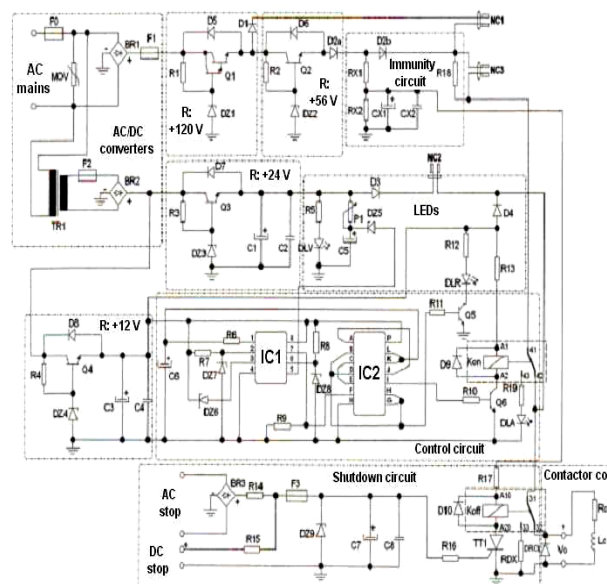 F0
F1
D5
D1
D6
NC1
AC mains
MOV
BR1
R1
Q1
R2
Q2
D2a
D2b
Immunity circuit
NC3
RX1
R18
DZ1
DZ2
R: +56 V
RX2
CX1
CX2
R: +120 V
AC/DC converters
NC2
F2
BR2
TR1
D7
R: +24 V
D3
LEDs
R3
Q3
R5
P1
DZ5
D4
DZ3
C1
C2
DLV
C5
R12
R13
DLR
R: +12 V
D8
R11
Q5
R4
Q4
C6
R6
IC1
R7
DZ7
R8
IC2
A1
41
D9
Kon
DZ6
DZ8
A2
43
R19
DZ4
C3
C4
R9
R10
Q6
DLA
Control circuit
Shutdown circuit
R17
Contactor co
AC stop
BR3
R14
F3
31
D10
Koff
DC stop
R15
DZ9
C7
C8
TT1
R16
RDX
Vo